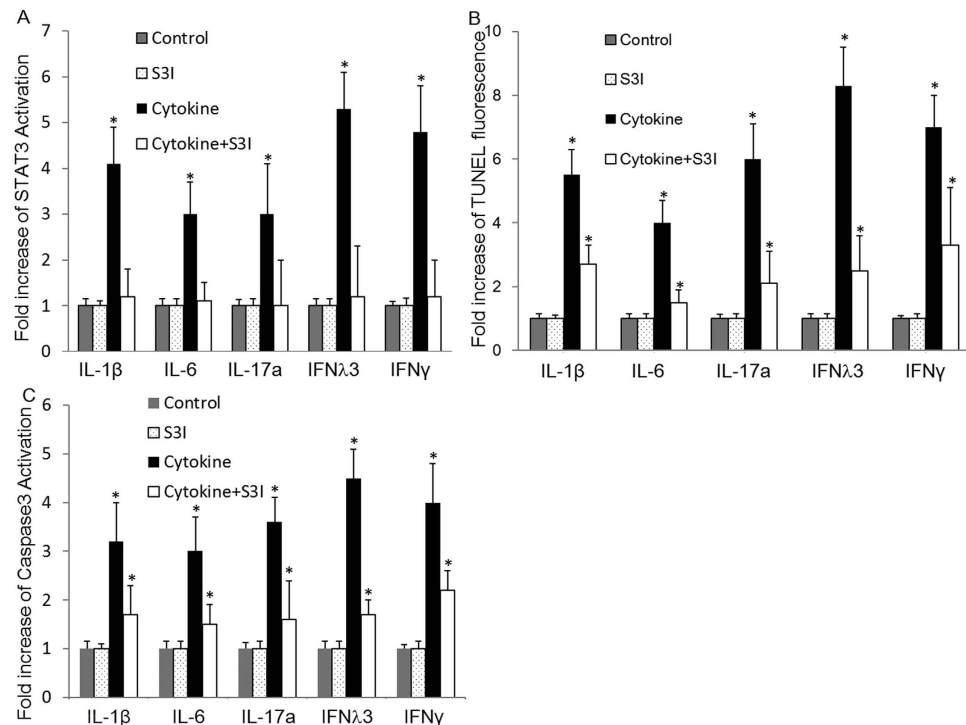 A
Fold increase of STAT3 Activation
7
6
5
4
3
2
1
0
Control
S3I
Cytokine
Cytokine+S3I
* * * * *
IL-1β IL-6 IL-17a IFNλ3 IFNγ
B
Fold increase of TUNEL fluorescence
10
8
6
4
2
0
Control
S3I
Cytokine
Cytokine+S3I
* * * * * * * * * *
IL-1β IL-6 IL-17a IFNλ3 IFNγ
C
Fold increase of Caspase3 Activation
6
5
4
3
2
1
0
Control
S3I
Cytokine
Cytokine+S3I
* * * * * * * * * *
IL-1β IL-6 IL-17a IFNλ3 IFNγ